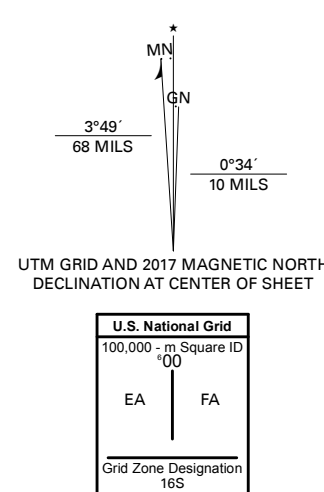 ★
MN
GN
3°49´
68 MILS
0°34´
10 MILS
UTM GRID AND 2017 MAGNETIC NORTH
DECLINATION AT CENTER OF SHEET
U.S. National Grid
100,000 - m Square ID
⁶00
EA FA
Grid Zone Designation
16S